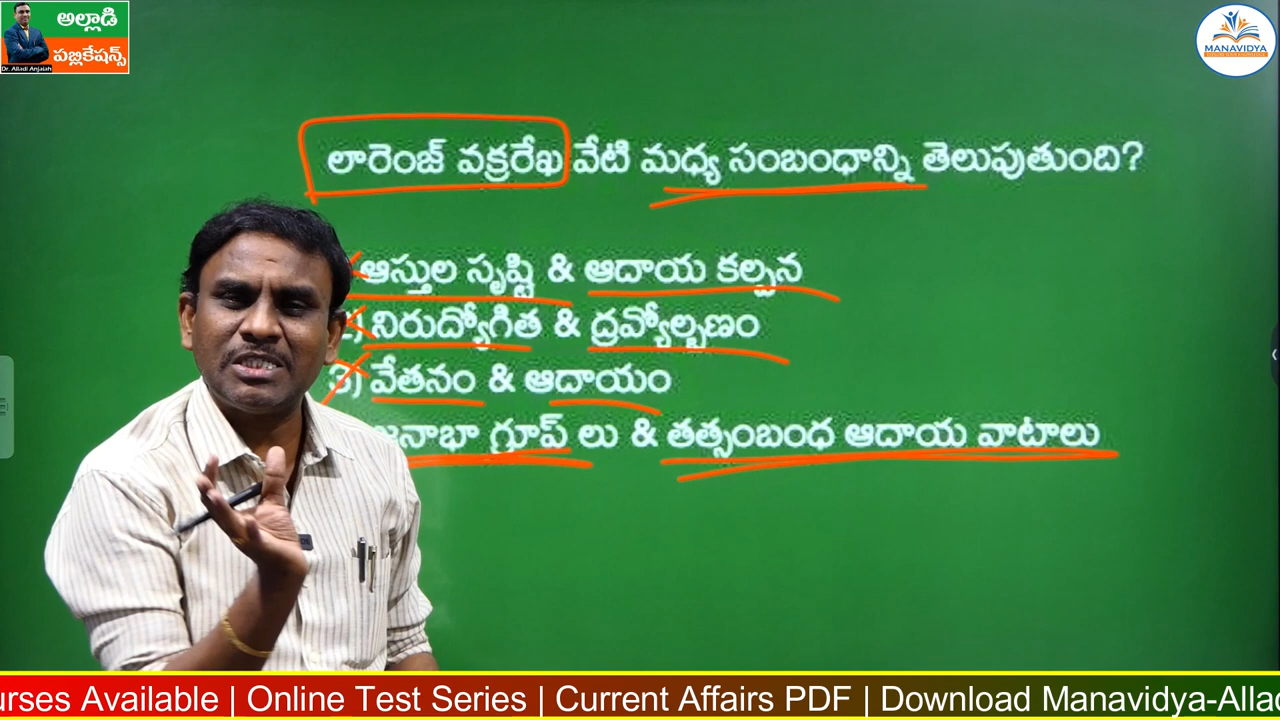 అల్లాడి
పబ్లికేషన్స్
Dr. Alladi Anjaiah
MANAVIDYA
లారెంజ్ వక్రరేఖ వేటి మధ్య సంబంధాన్ని తెలుపుతుంది?
ఆస్తుల సృష్టి & ఆదాయ కల్పన
నిరుద్యోగిత & ద్రవ్యోల్బణం
3) వేతనం & ఆదాయం
జనాభా గ్రూప్ లు & తత్సంబంధ ఆదాయ వాటాలు
urses Available | Online Test Series | Current Affairs PDF | Download Manavidya-Allad